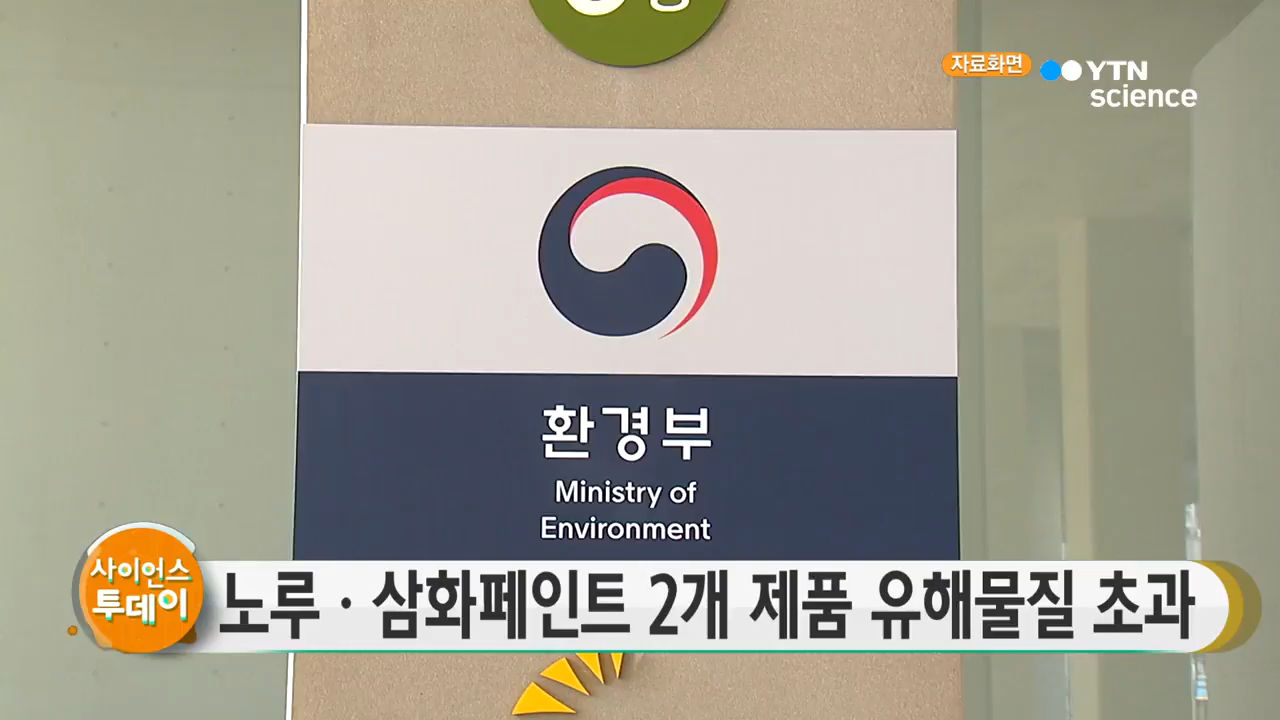 자료화면
YTN
science
환경부
Ministry of
Environment
사이언스
투데이
노루·삼화페인트 2개 제품 유해물질 초과